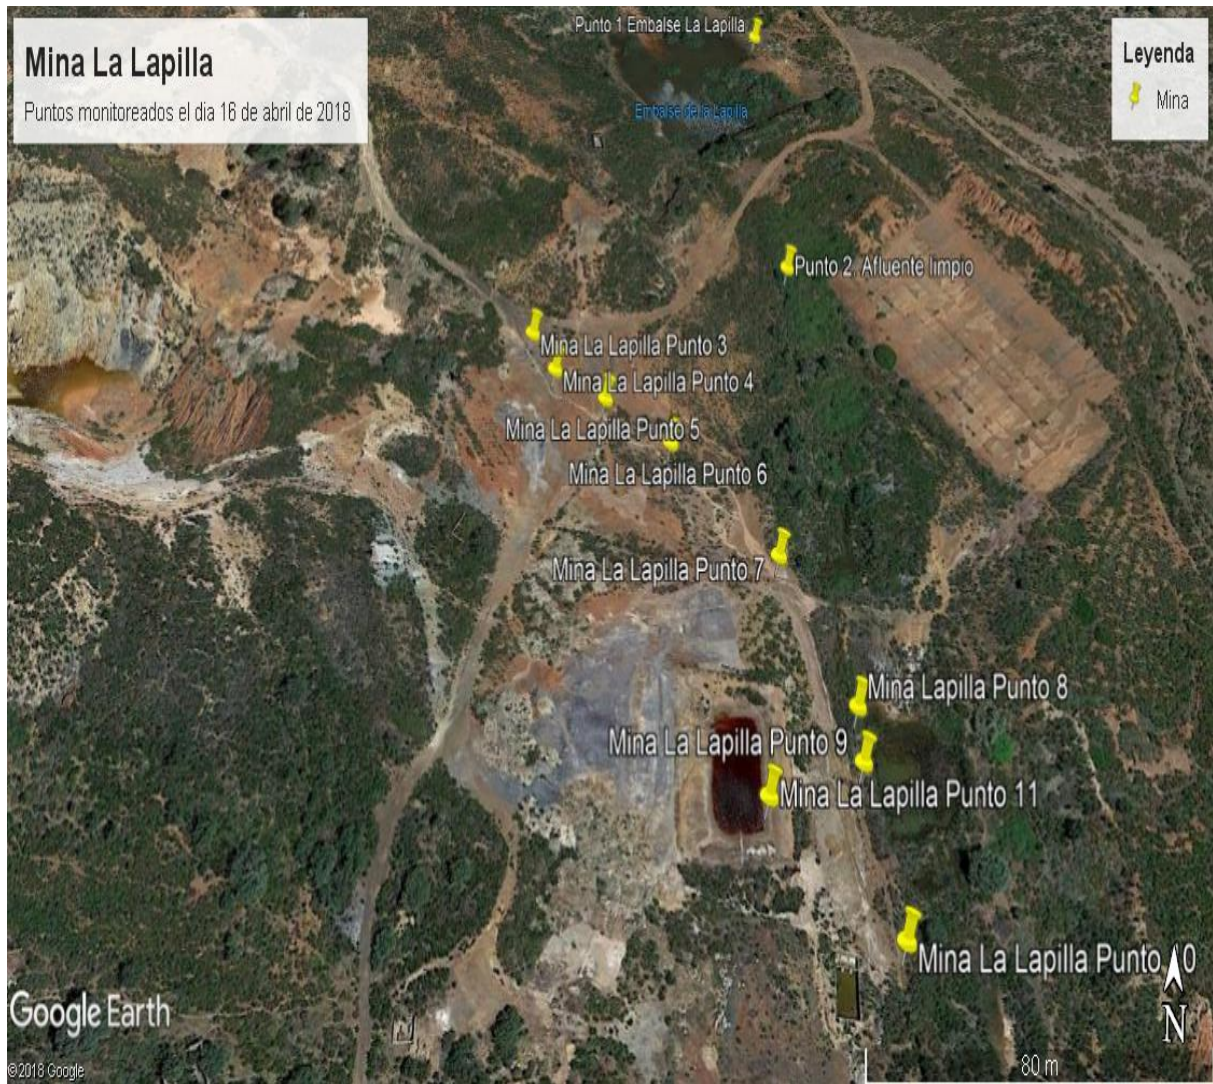 Mina La Lapilla
Puntos monitoreados el dia 16 de abril de 2018
Punto 1 Embalse La Lapilla
Leyenda
Mina
Embalse de la Lapilla
Punto 2. Afluente limpio
Mina La Lapilla Punto 3
Mina La Lapilla Punto 4
Mina La Lapilla Punto 5
Mina La Lapilla Punto 6
Mina La Lapilla Punto 7
Mina Lapilla Punto 8
Mina La Lapilla Punto 9
Mina La Lapilla Punto 11
Mina La Lapilla Punto 10
Google Earth
N
©2018 Google
80 m